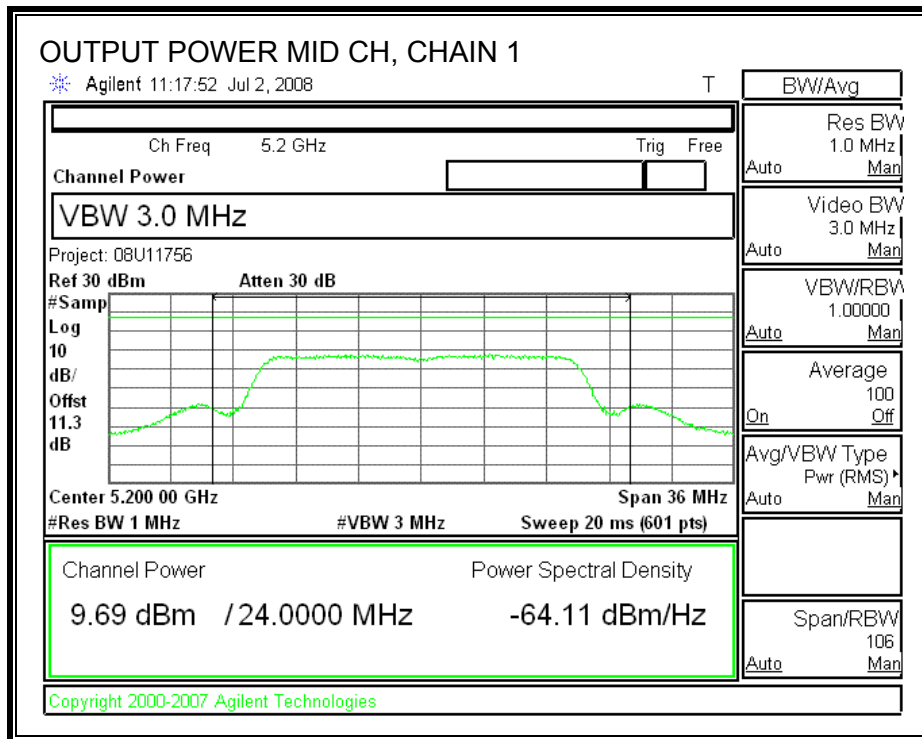 OUTPUT POWER MID CH, CHAIN 1
Agilent 11:17:52 Jul 2, 2008 T
BW/Avg
Ch Freq 5.2 GHz Trig Free
Channel Power
VBW 3.0 MHz
Project: 08U11756
Ref 30 dBm Atten 30 dB
#Samp
Log
10
dB/
Offst
11.3
dB
Center 5.200 00 GHz Span 36 MHz
#Res BW 1 MHz #VBW 3 MHz Sweep 20 ms (601 pts)
Channel Power Power Spectral Density
9.69 dBm / 24.0000 MHz -64.11 dBm/Hz
Copyright 2000-2007 Agilent Technologies
Res BW
1.0 MHz
Auto Man
Video BW
3.0 MHz
Auto Man
VBW/RBW
1.00000
Auto Man
Average
100
On Off
Avg/VBW Type
Pwr (RMS)
Auto Man
Span/RBW
106
Auto Man